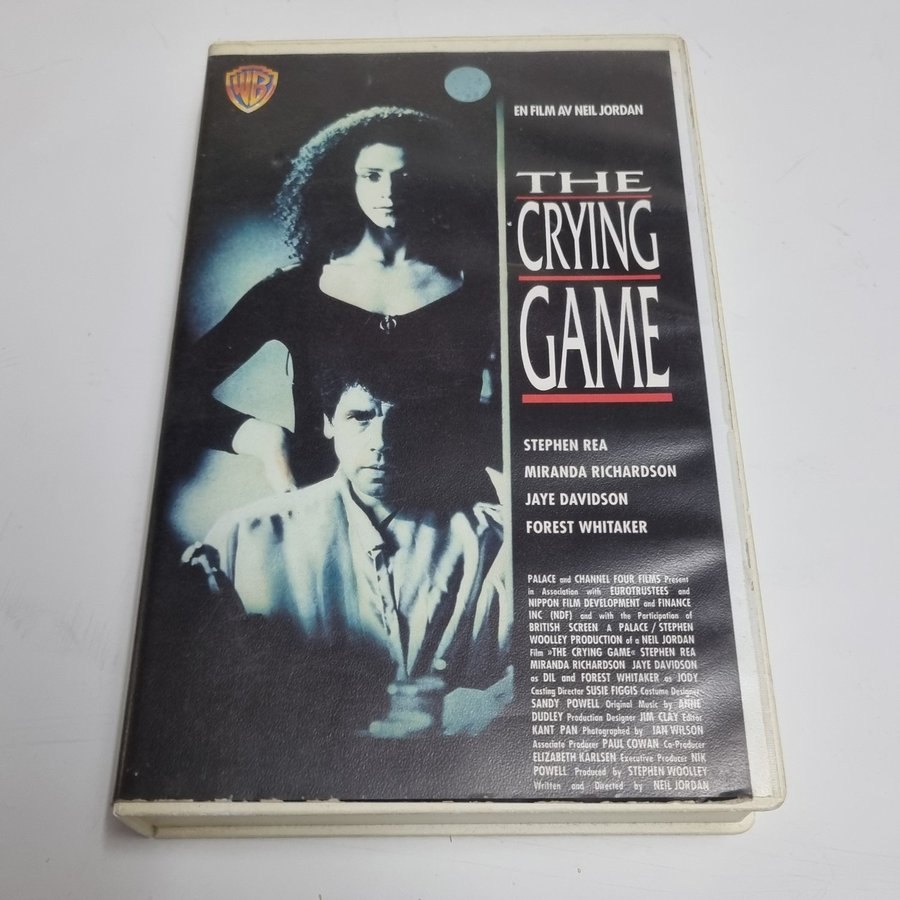 WB
EN FILM AV NEIL JORDAN
THE
CRYING
GAME
STEPHEN REA
MIRANDA RICHARDSON
JAYE DAVIDSON
FOREST WHITAKER
PALACE and CHANNEL FOUR FILMS Present
in Association with EUROTRUSTEES and
NIPPON FILM DEVELOPMENT and FINANCE
INC (NDF) and with the Participation of
BRITISH SCREEN A PALACE / STEPHEN
WOOLLEY PRODUCTION of a NEIL JORDAN
Film »THE CRYING GAME« STEPHEN REA
MIRANDA RICHARDSON JAYE DAVIDSON
as DIL and FOREST WHITAKER as JODY
Casting Director SUSIE FIGGIS Costume Designer
SANDY POWELL Original Music by ANNE
DUDLEY Production Designer JIM CLAY Editor
KANT PAN Photographed by IAN WILSON
Associate Producer PAUL COWAN Co-Producer
ELIZABETH KARLSEN Executive Producer NIK
POWELL Produced by STEPHEN WOOLLEY
Written and Directed by NEIL JORDAN